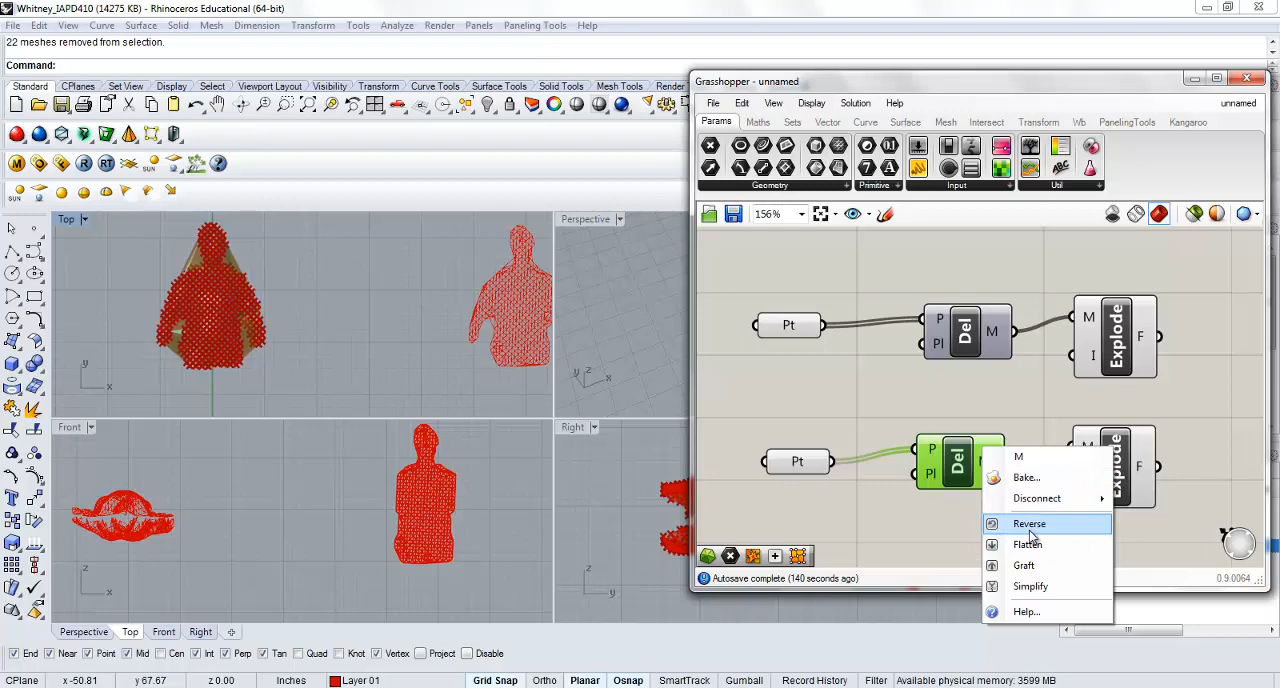 Whitney_IAPD410 (14275 KB) - Rhinoceros Educational (64-bit)
File Edit View Curve Surface Solid Mesh Dimension Transform Tools Analyze Render Panels Paneling Tools Help
22 meshes removed from selection.
Command:
Standard CPlanes Set View Display Select Viewport Layout Visibility Transform Curve Tools Surface Tools Solid Tools Mesh Tools Render
Grasshopper - unnamed
File Edit View Display Solution Help unnamed
Params Maths Sets Vector Curve Surface Mesh Intersect Transform Wb PanelingTools Kangaroo
Geometry Primitive Input Util
156%
Top
Perspective
Front
Right
Pt
P
Pl
Del
M
M
I
Explode
F
Pt
P
Pl
Del
Explode
F
M
Bake...
Disconnect
Reverse
Flatten
Graft
Simplify
Help...
Autosave complete (140 seconds ago)
0.9.0064
Perspective Top Front Right
End Near Point Mid Cen Int Perp Tan Quad Knot Vertex Project Disable
CPlane x -50.81 y 67.67 z 0.00 Inches Layer 01 Grid Snap Ortho Planar Osnap SmartTrack Gumball Record History Filter Available physical memory: 3599 MB